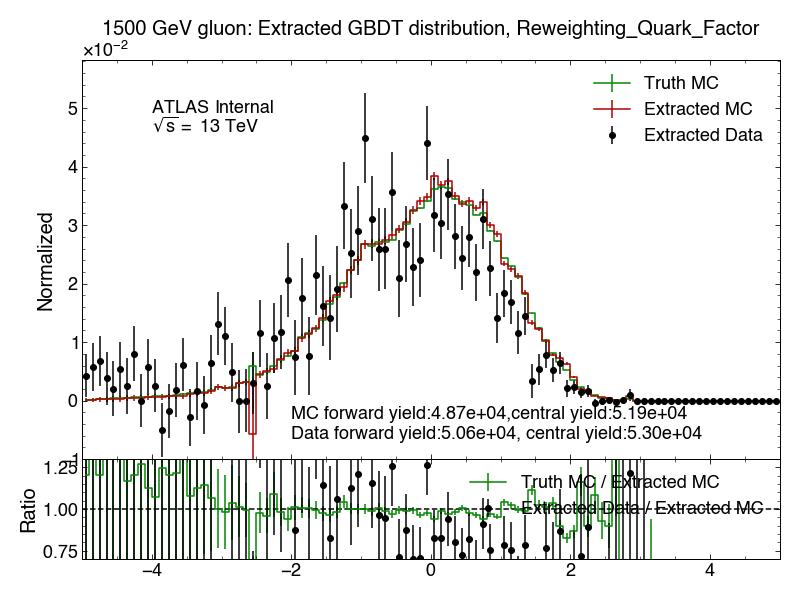 1500 GeV gluon: Extracted GBDT distribution, Reweighting_Quark_Factor
×10⁻²
Truth MC
Extracted MC
Extracted Data
ATLAS Internal
√s = 13 TeV
Normalized
5
4
3
2
1
0
MC forward yield:4.87e+04,central yield:5.19e+04
Data forward yield:5.06e+04, central yield:5.30e+04
Ratio
1.25
1.00
0.75
Truth MC / Extracted MC
Extracted Data / Extracted MC
−4
−2
0
2
4